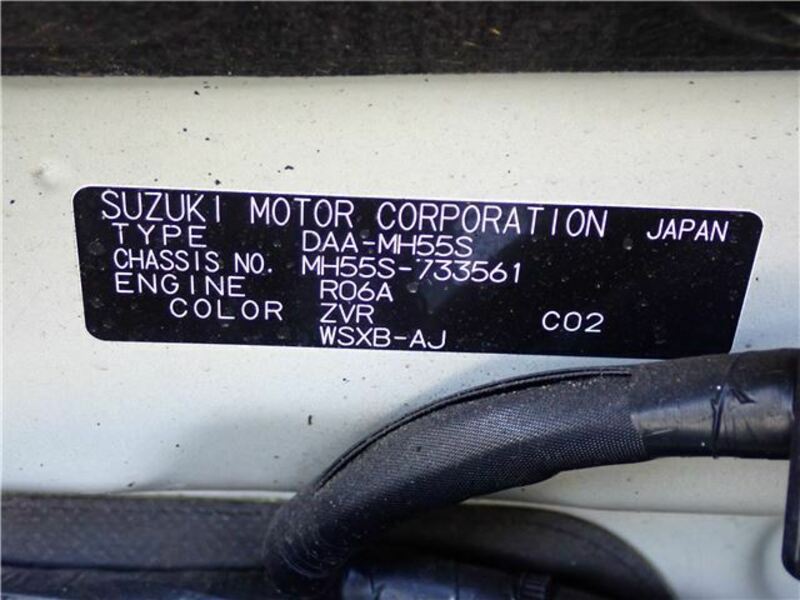 SUZUKI MOTOR CORPORATION JAPAN
TYPE DAA-MH55S
CHASSIS NO. MH55S-733561
ENGINE R06A
COLOR ZVR C02
WSXB-AJ